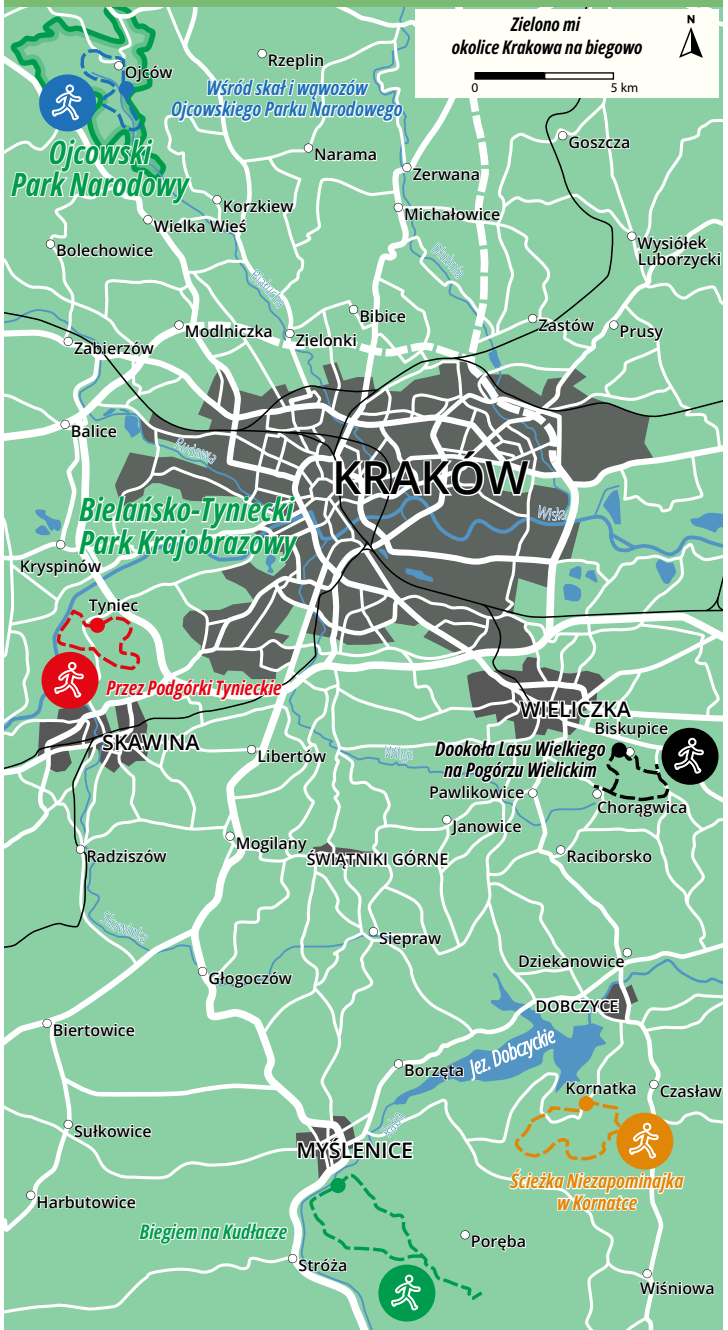 Zielono mi
okolice Krakowa na biegowo
N
0 5 km
Rzeplin
Ojców
Wśród skał i wąwozów
Ojcowskiego Parku Narodowego
Goszcza
Ojcowski
Park Narodowy
Narama
Zerwana
Korzkiew
Michałowice
Wielka Wieś
Bolechowice
Wysiółek
Luborzycki
Dłubnia
Białucha
Bibice
Modlniczka
Zielonki
Zastów
Prusy
Zabierzów
Balice
Rudawa
KRAKÓW
Bielańsko-Tyniecki
Park Krajobrazowy
Wisła
Kryspinów
Tyniec
Przez Podgórki Tynieckie
WIELICZKA
Biskupice
SKAWINA
Dookoła Lasu Wielkiego
na Pogórzu Wielickim
Libertów
Wilga
Pawlikowice
Chorągwica
Janowice
Mogilany
Radziszów
ŚWIĄTNIKI GÓRNE
Raciborsko
Skawinka
Siepraw
Dziekanowice
Głogoczów
DOBCZYCE
Biertowice
Jez. Dobczyckie
Borzęta
Kornatka
Czasław
Raba
Sułkowice
MYŚLENICE
Ścieżka Niezapominajka
w Kornatce
Harbutowice
Biegiem na Kudłacze
Poręba
Stróża
Wiśniowa